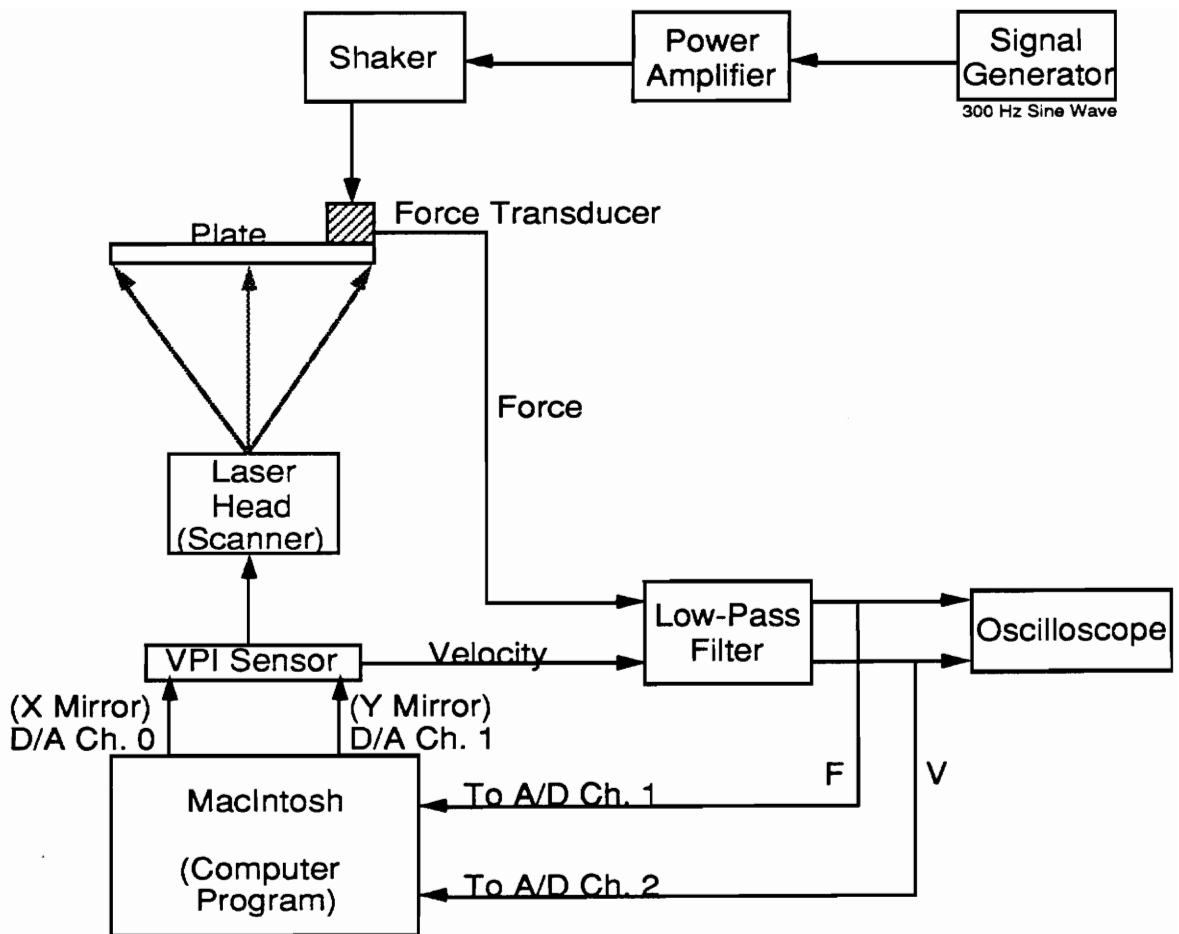 Shaker
Power
Amplifier
Signal
Generator
300 Hz Sine Wave
Force Transducer
Plate
Force
Laser
Head
(Scanner)
Low-Pass
Filter
Oscilloscope
VPI Sensor
Velocity
(X Mirror)
D/A Ch. 0
(Y Mirror)
D/A Ch. 1
F
V
MacIntosh
(Computer
Program)
To A/D Ch. 1
To A/D Ch. 2